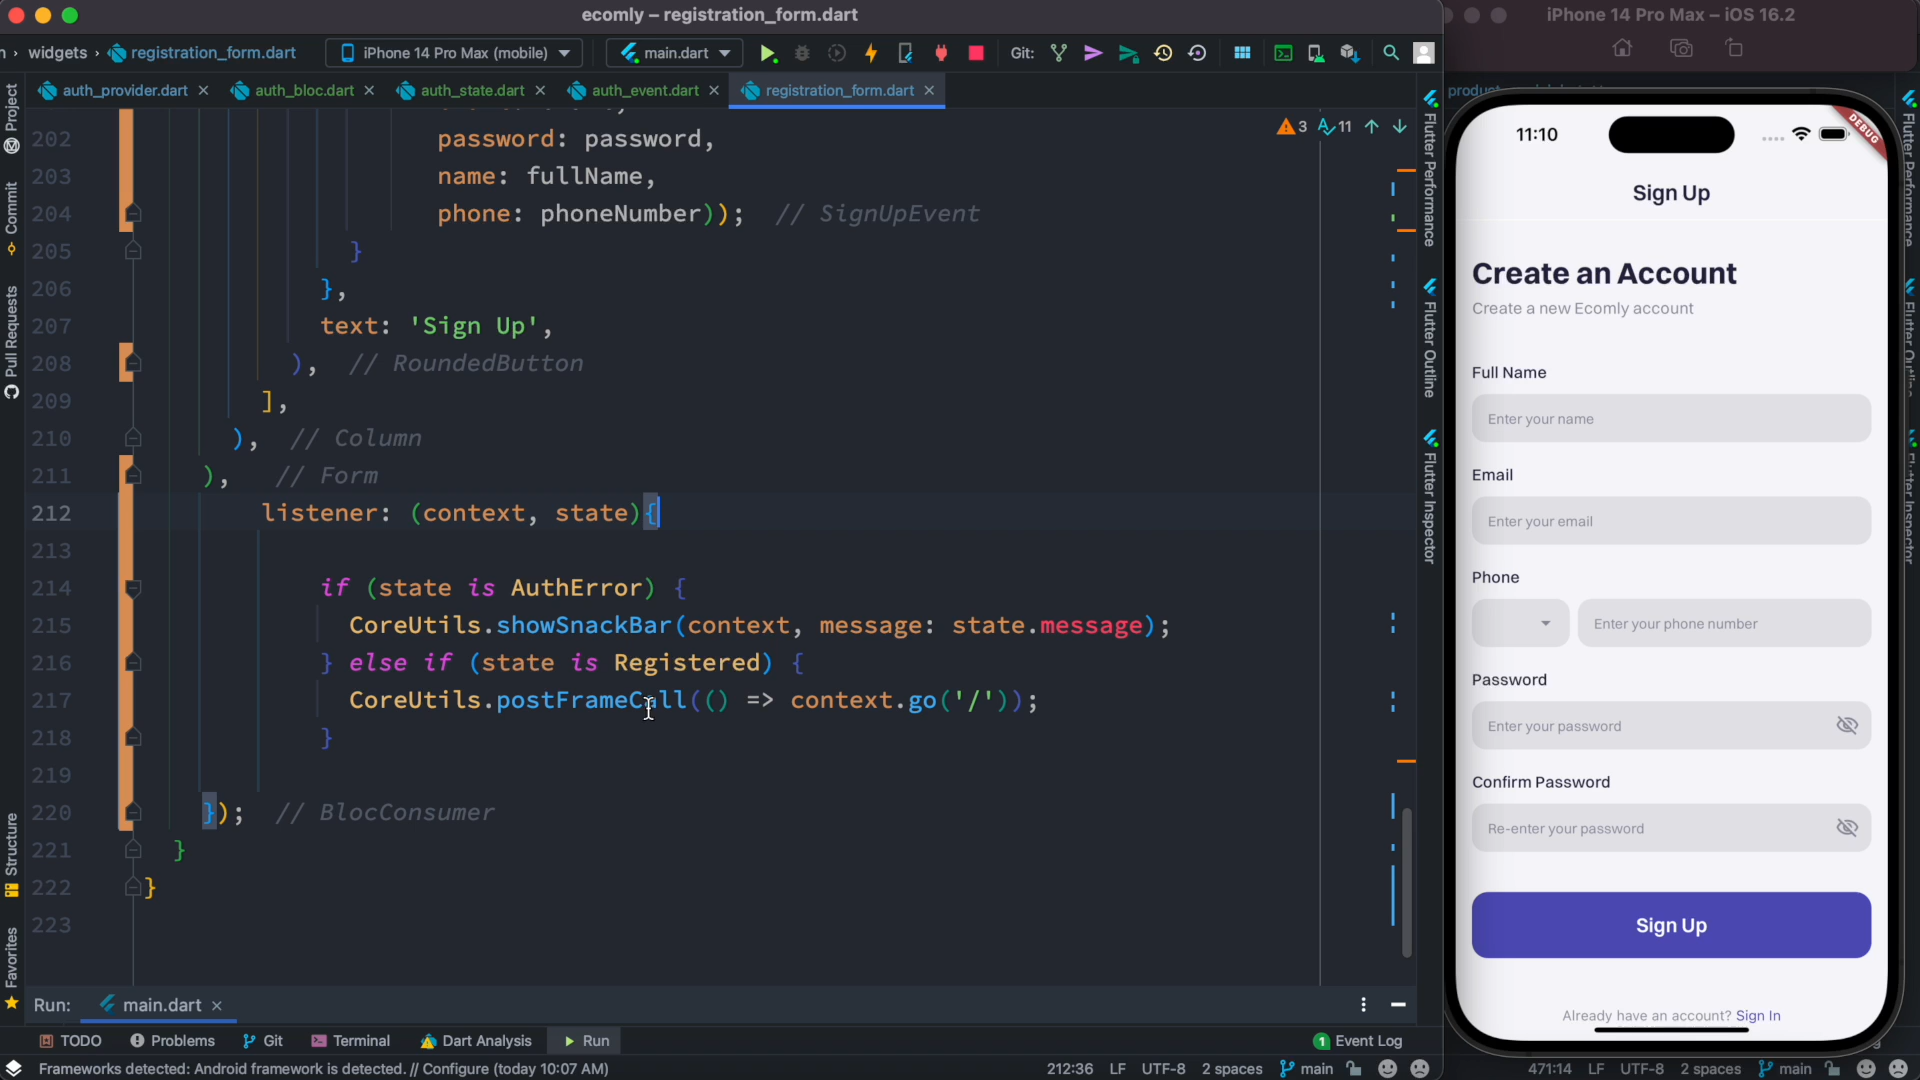 ecomly – registration_form.dart
widgets › registration_form.dart
iPhone 14 Pro Max (mobile)
main.dart
Git:
auth_provider.dart
auth_bloc.dart
auth_state.dart
auth_event.dart
registration_form.dart
3 11
202 password: password,
203 name: fullName,
204 phone: phoneNumber)); // SignUpEvent
205 }
206 },
207 text: 'Sign Up',
208 ), // RoundedButton
209 ],
210 ), // Column
211 ), // Form
212 listener: (context, state){
213
214 if (state is AuthError) {
215 CoreUtils.showSnackBar(context, message: state.message);
216 } else if (state is Registered) {
217 CoreUtils.postFrameCall(() => context.go('/'));
218 }
219
220 }); // BlocConsumer
221 }
222 }
223
Project
Commit
Pull Requests
Structure
Favorites
Flutter Performance
Flutter Outline
Flutter Inspector
Run: main.dart
TODO
Problems
Git
Terminal
Dart Analysis
Run
1 Event Log
Frameworks detected: Android framework is detected. // Configure (today 10:07 AM)
212:36 LF UTF-8 2 spaces main
iPhone 14 Pro Max – iOS 16.2
11:10
DEBUG
Sign Up
Create an Account
Create a new Ecomly account
Full Name
Enter your name
Email
Enter your email
Phone
Enter your phone number
Password
Enter your password
Confirm Password
Re-enter your password
Sign Up
Already have an account? Sign In
471:14 LF UTF-8 2 spaces main